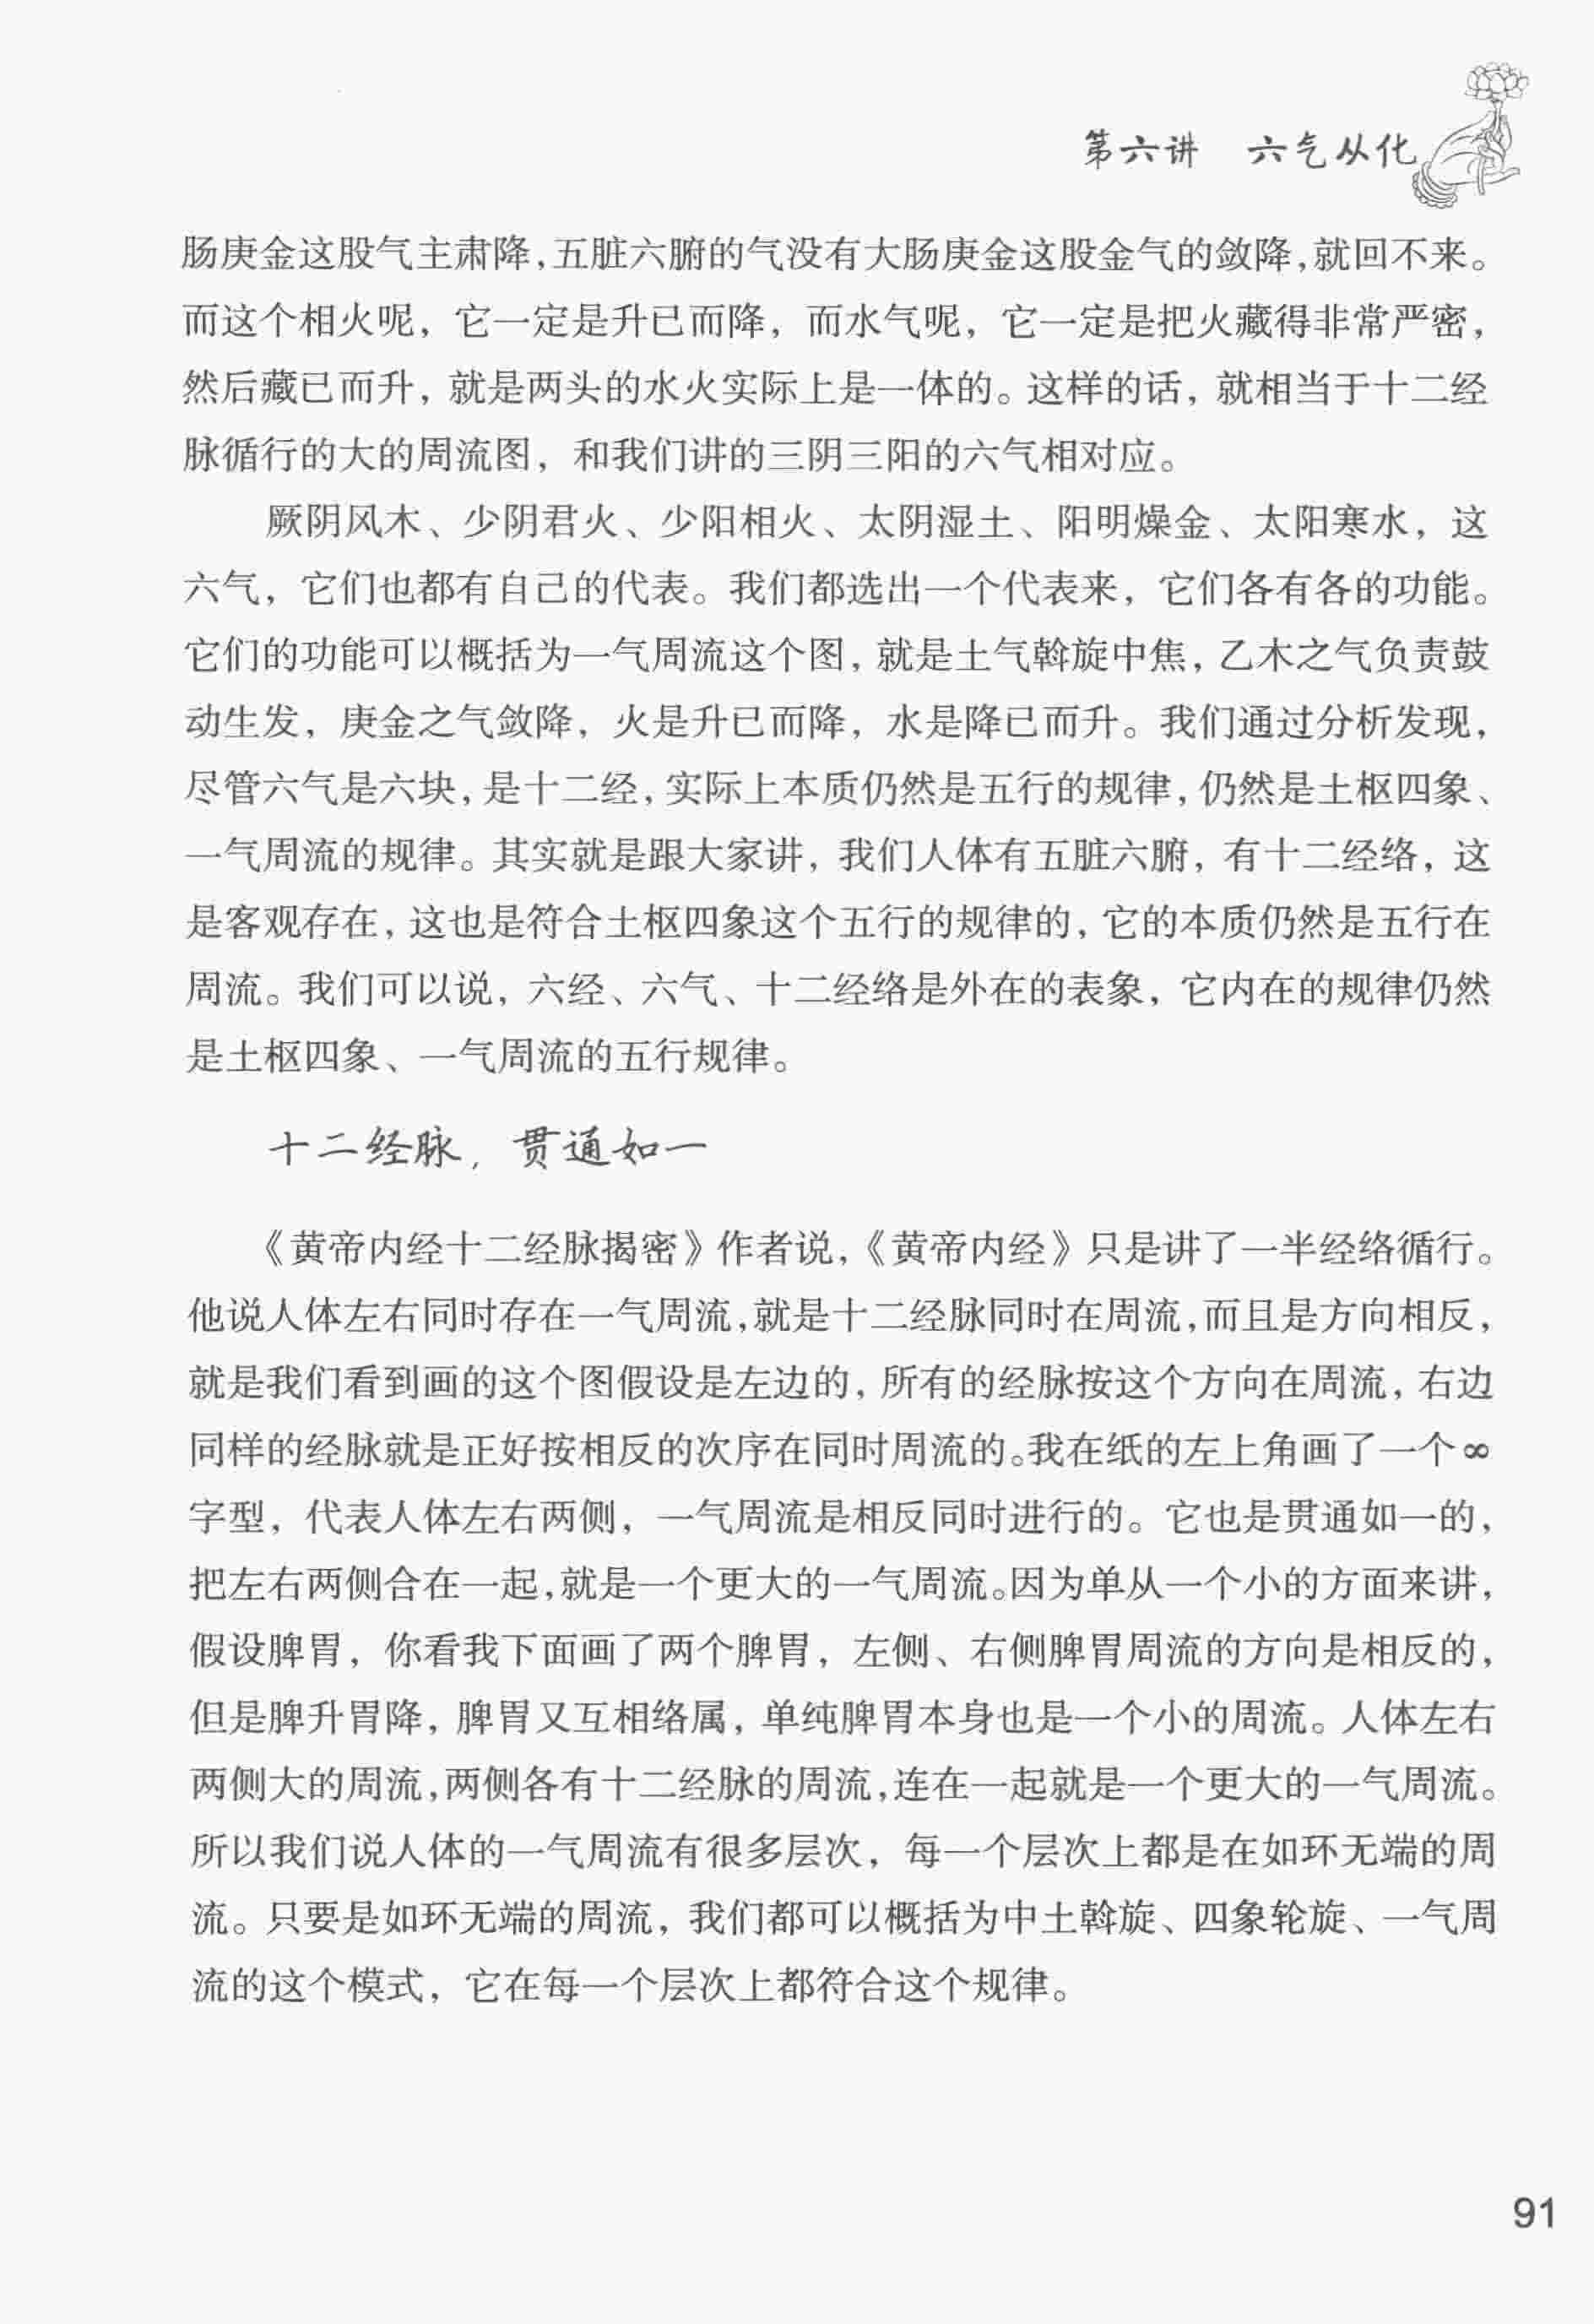 第六讲　六气从化
肠庚金这股气主肃降，五脏六腑的气没有大肠庚金这股金气的敛降，就回不来。
而这个相火呢，它一定是升已而降，而水气呢，它一定是把火藏得非常严密，
然后藏已而升，就是两头的水火实际上是一体的。这样的话，就相当于十二经
脉循行的大的周流图，和我们讲的三阴三阳的六气相对应。
厥阴风木、少阴君火、少阳相火、太阴湿土、阳明燥金、太阳寒水，这
六气，它们也都有自己的代表。我们都选出一个代表来，它们各有各的功能。
它们的功能可以概括为一气周流这个图，就是土气斡旋中焦，乙木之气负责鼓
动生发，庚金之气敛降，火是升已而降，水是降已而升。我们通过分析发现，
尽管六气是六块，是十二经，实际上本质仍然是五行的规律，仍然是土枢四象、
一气周流的规律。其实就是跟大家讲，我们人体有五脏六腑，有十二经络，这
是客观存在，这也是符合土枢四象这个五行的规律的，它的本质仍然是五行在
周流。我们可以说，六经、六气、十二经络是外在的表象，它内在的规律仍然
是土枢四象、一气周流的五行规律。
十二经脉，贯通如一
《黄帝内经十二经脉揭密》作者说，《黄帝内经》只是讲了一半经络循行。
他说人体左右同时存在一气周流，就是十二经脉同时在周流，而且是方向相反，
就是我们看到画的这个图假设是左边的，所有的经脉按这个方向在周流，右边
同样的经脉就是正好按相反的次序在同时周流的。我在纸的左上角画了一个∞
字型，代表人体左右两侧，一气周流是相反同时进行的。它也是贯通如一的，
把左右两侧合在一起，就是一个更大的一气周流。因为单从一个小的方面来讲，
假设脾胃，你看我下面画了两个脾胃，左侧、右侧脾胃周流的方向是相反的，
但是脾升胃降，脾胃又互相络属，单纯脾胃本身也是一个小的周流。人体左右
两侧大的周流，两侧各有十二经脉的周流，连在一起就是一个更大的一气周流。
所以我们说人体的一气周流有很多层次，每一个层次上都是在如环无端的周
流。只要是如环无端的周流，我们都可以概括为中土斡旋、四象轮旋、一气周
流的这个模式，它在每一个层次上都符合这个规律。
91